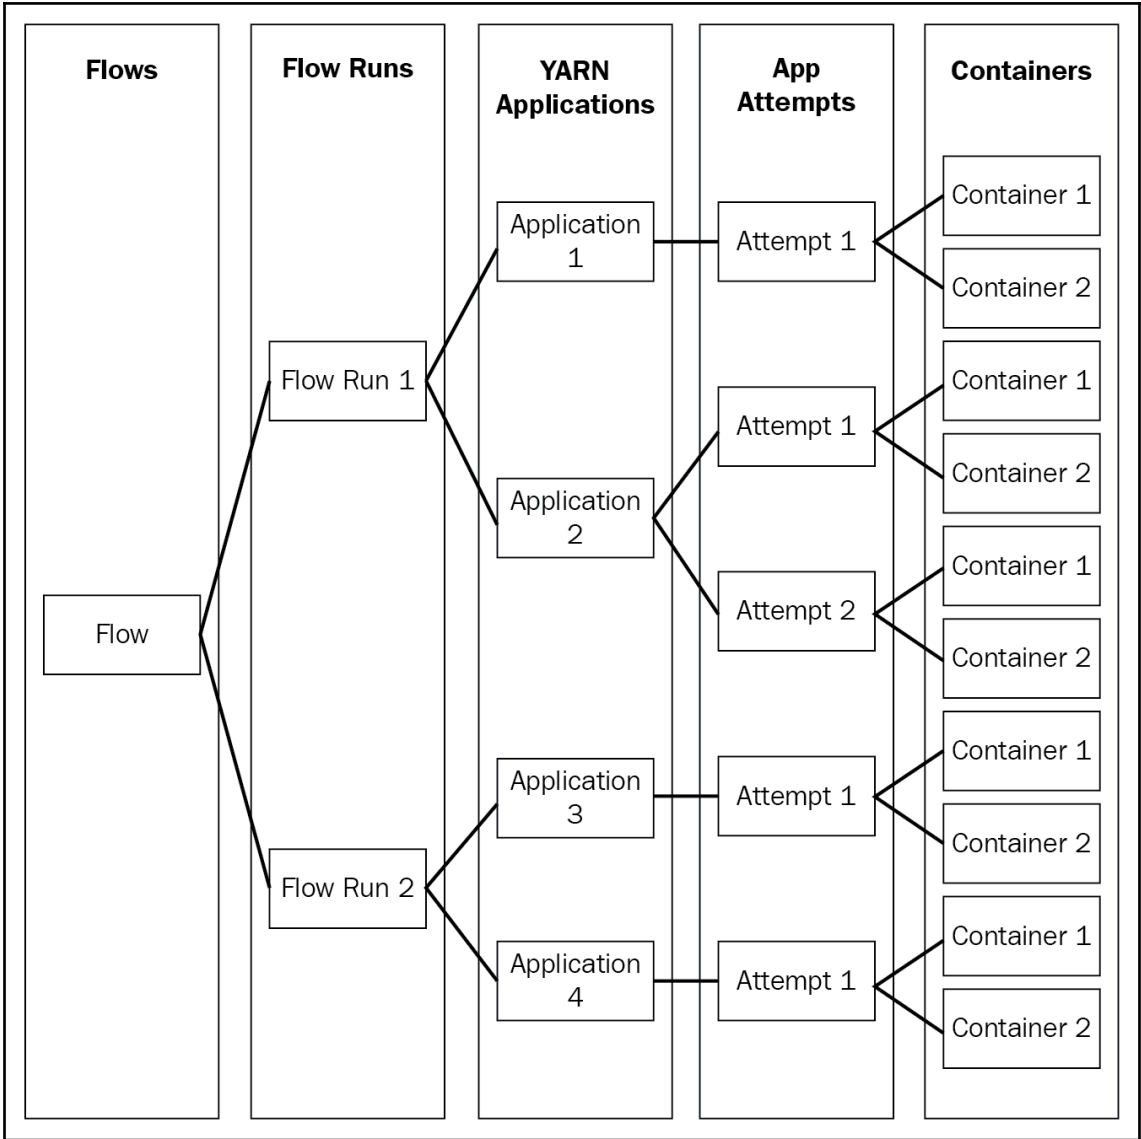 Flows
Flow Runs
YARN
Applications
App
Attempts
Containers
Flow
Flow Run 1
Flow Run 2
Application
1
Application
2
Application
3
Application
4
Attempt 1
Attempt 1
Attempt 2
Attempt 1
Attempt 1
Container 1
Container 2
Container 1
Container 2
Container 1
Container 2
Container 1
Container 2
Container 1
Container 2